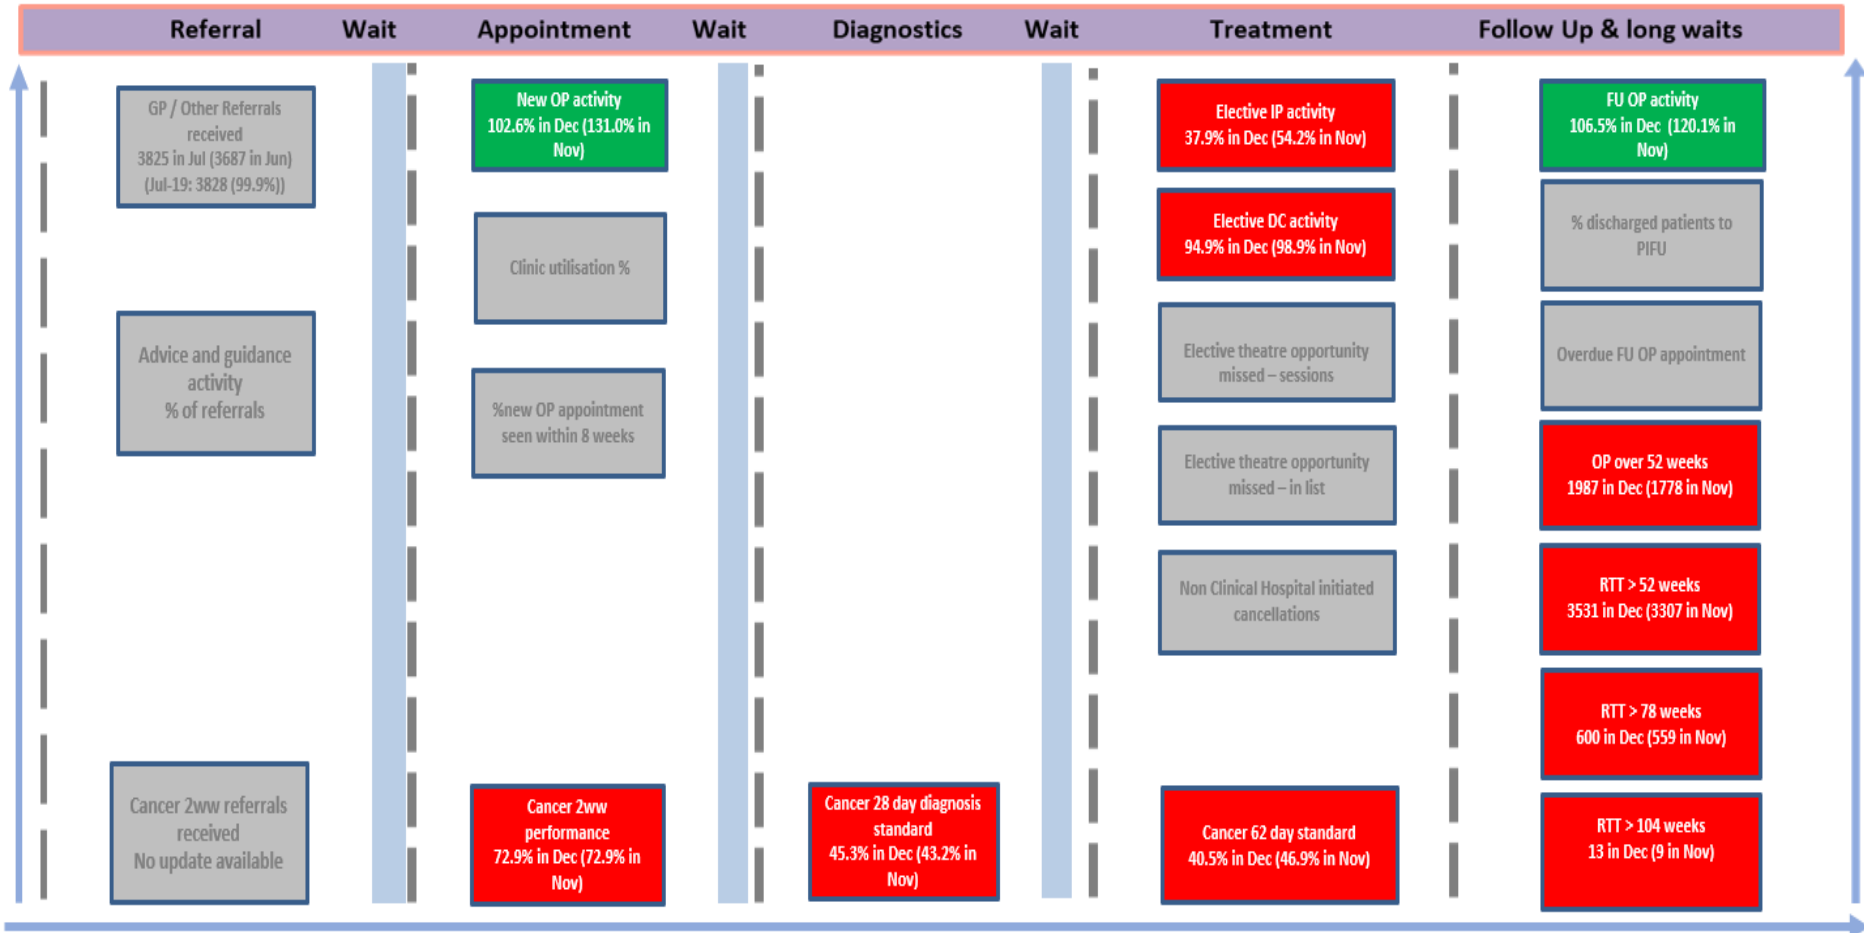 Referral Wait Appointment Wait Diagnostics Wait Treatment Follow Up & long waits
GP / Other Referrals
received
3825 in Jul (3687 in Jun)
(Jul-19: 3828 (99.9%))
Advice and guidance
activity
% of referrals
Cancer 2ww referrals
received
No update available
New OP activity
102.6% in Dec (131.0% in
Nov)
Clinic utilisation %
%new OP appointment
seen within 8 weeks
Cancer 2ww
performance
72.9% in Dec (72.9% in
Nov)
Cancer 28 day diagnosis
standard
45.3% in Dec (43.2% in
Nov)
Elective IP activity
37.9% in Dec (54.2% in Nov)
Elective DC activity
94.9% in Dec (98.9% in Nov)
Elective theatre opportunity
missed – sessions
Elective theatre opportunity
missed – in list
Non Clinical Hospital initiated
cancellations
Cancer 62 day standard
40.5% in Dec (46.9% in Nov)
FU OP activity
106.5% in Dec (120.1% in
Nov)
% discharged patients to
PIFU
Overdue FU OP appointment
OP over 52 weeks
1987 in Dec (1778 in Nov)
RTT > 52 weeks
3531 in Dec (3307 in Nov)
RTT > 78 weeks
600 in Dec (559 in Nov)
RTT > 104 weeks
13 in Dec (9 in Nov)